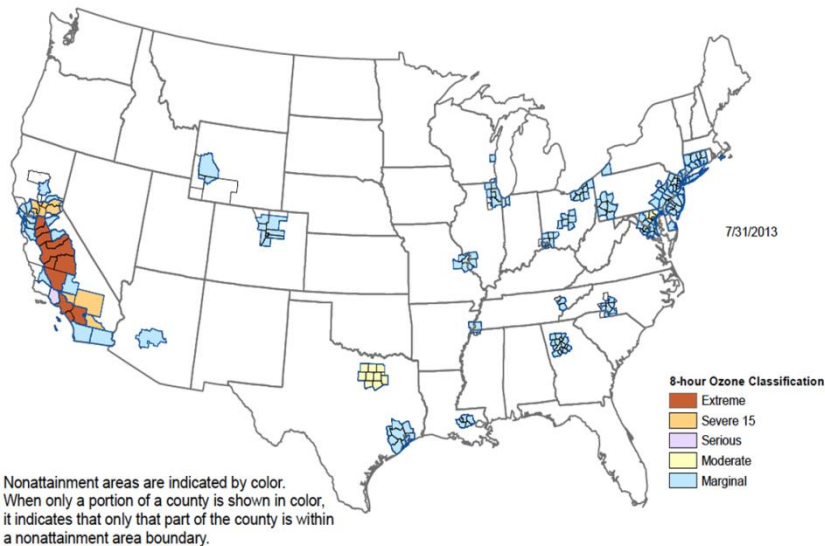 7/31/2013
8-hour Ozone Classification
Extreme
Severe 15
Serious
Moderate
Marginal
Nonattainment areas are indicated by color.
When only a portion of a county is shown in color,
it indicates that only that part of the county is within
a nonattainment area boundary.